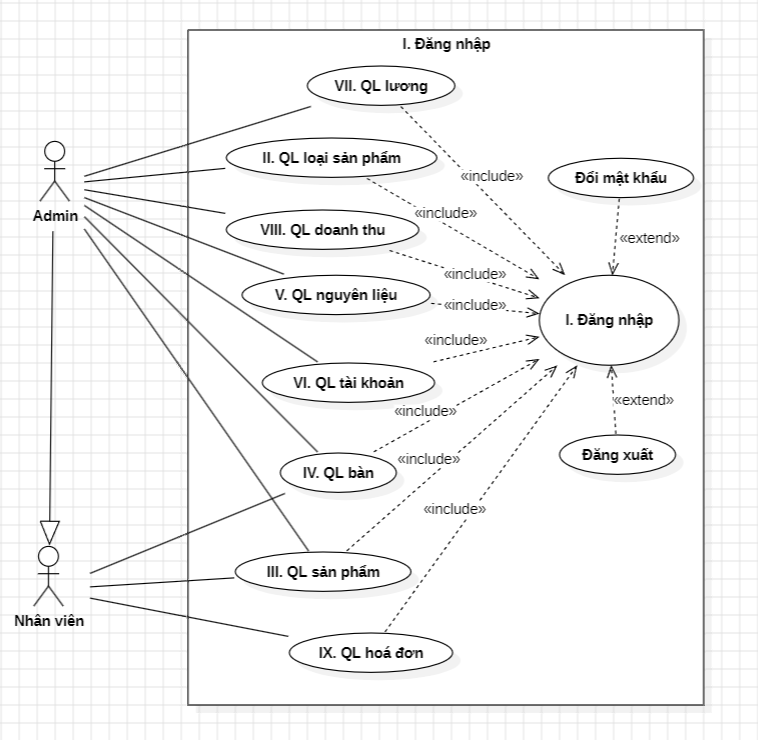 I. Đăng nhập
VII. QL lương
II. QL loại sản phẩm
«include»
Đổi mật khẩu
Admin
«include»
VIII. QL doanh thu
«extend»
«include»
V. QL nguyên liệu
«include»
I. Đăng nhập
«include»
VI. QL tài khoản
«include»
«extend»
IV. QL bàn
«include»
Đăng xuất
«include»
III. QL sản phẩm
Nhân viên
IX. QL hoá đơn